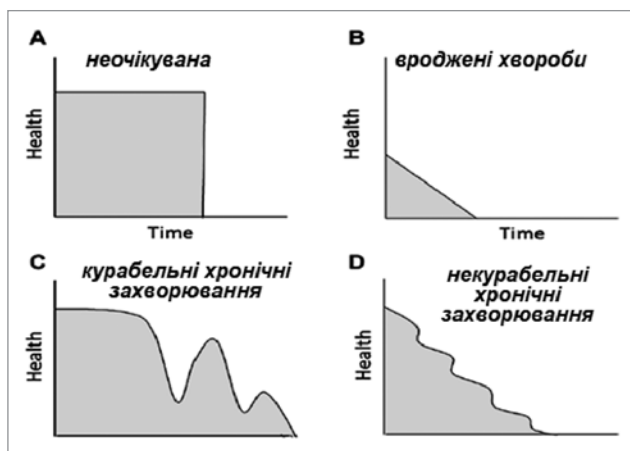 A
неочікувана
Health
Time
B
вроджені хвороби
Health
Time
C
курабельні хронічні
захворювання
Health
D
некурабельні
хронічні
захворювання
Health